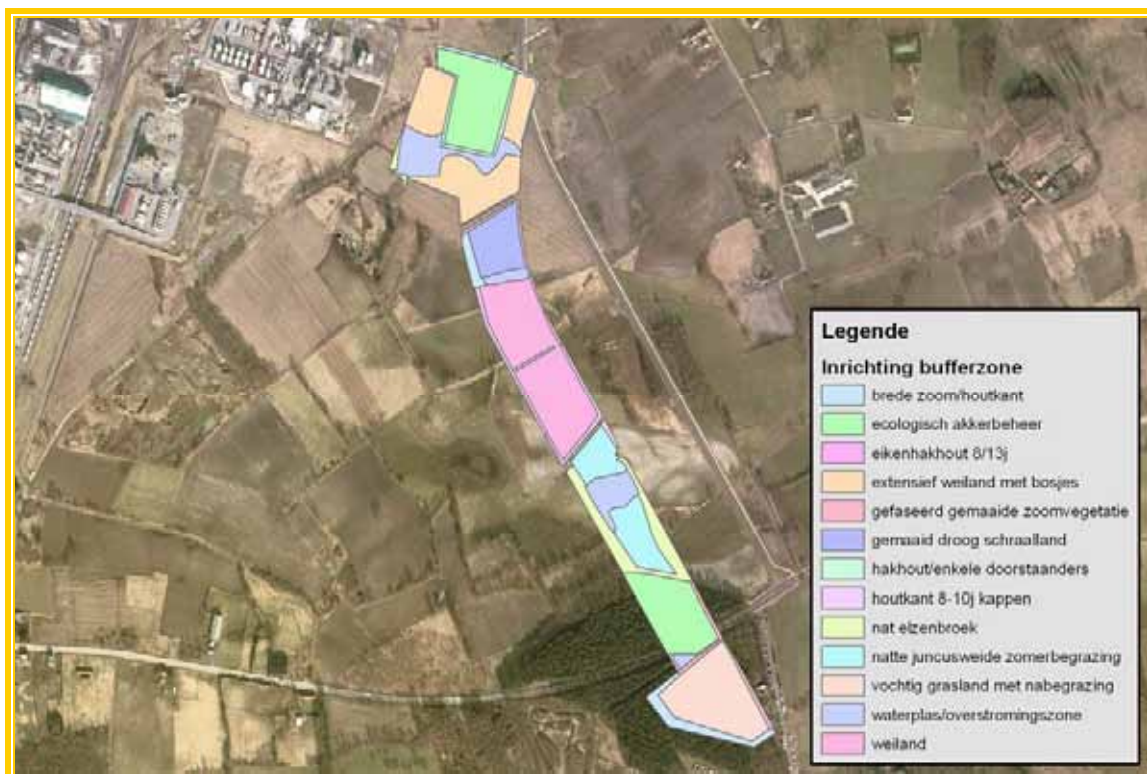 Legende
Inrichting bufferzone
brede zoom/houtkant
ecologisch akkerbeheer
eikenhakhout 8/13j
extensief weiland met bosjes
gefaseerd gemaaide zoomvegetatie
gemaaid droog schraalland
hakhout/enkele doorstaanders
houtkant 8-10j kappen
nat elzenbroek
natte juncusweide zomerbegrazing
vochtig grasland met nabegrazing
waterplas/overstromingszone
weiland